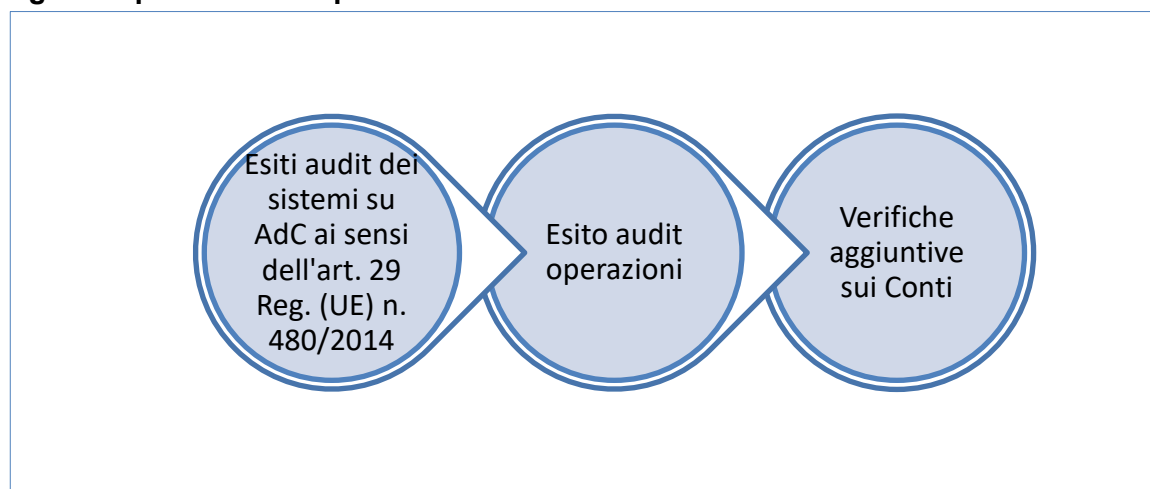 Esiti audit dei
sistemi su
AdC ai sensi
dell'art. 29
Reg. (UE) n.
480/2014
Esito audit
operazioni
Verifiche
aggiuntive
sui Conti